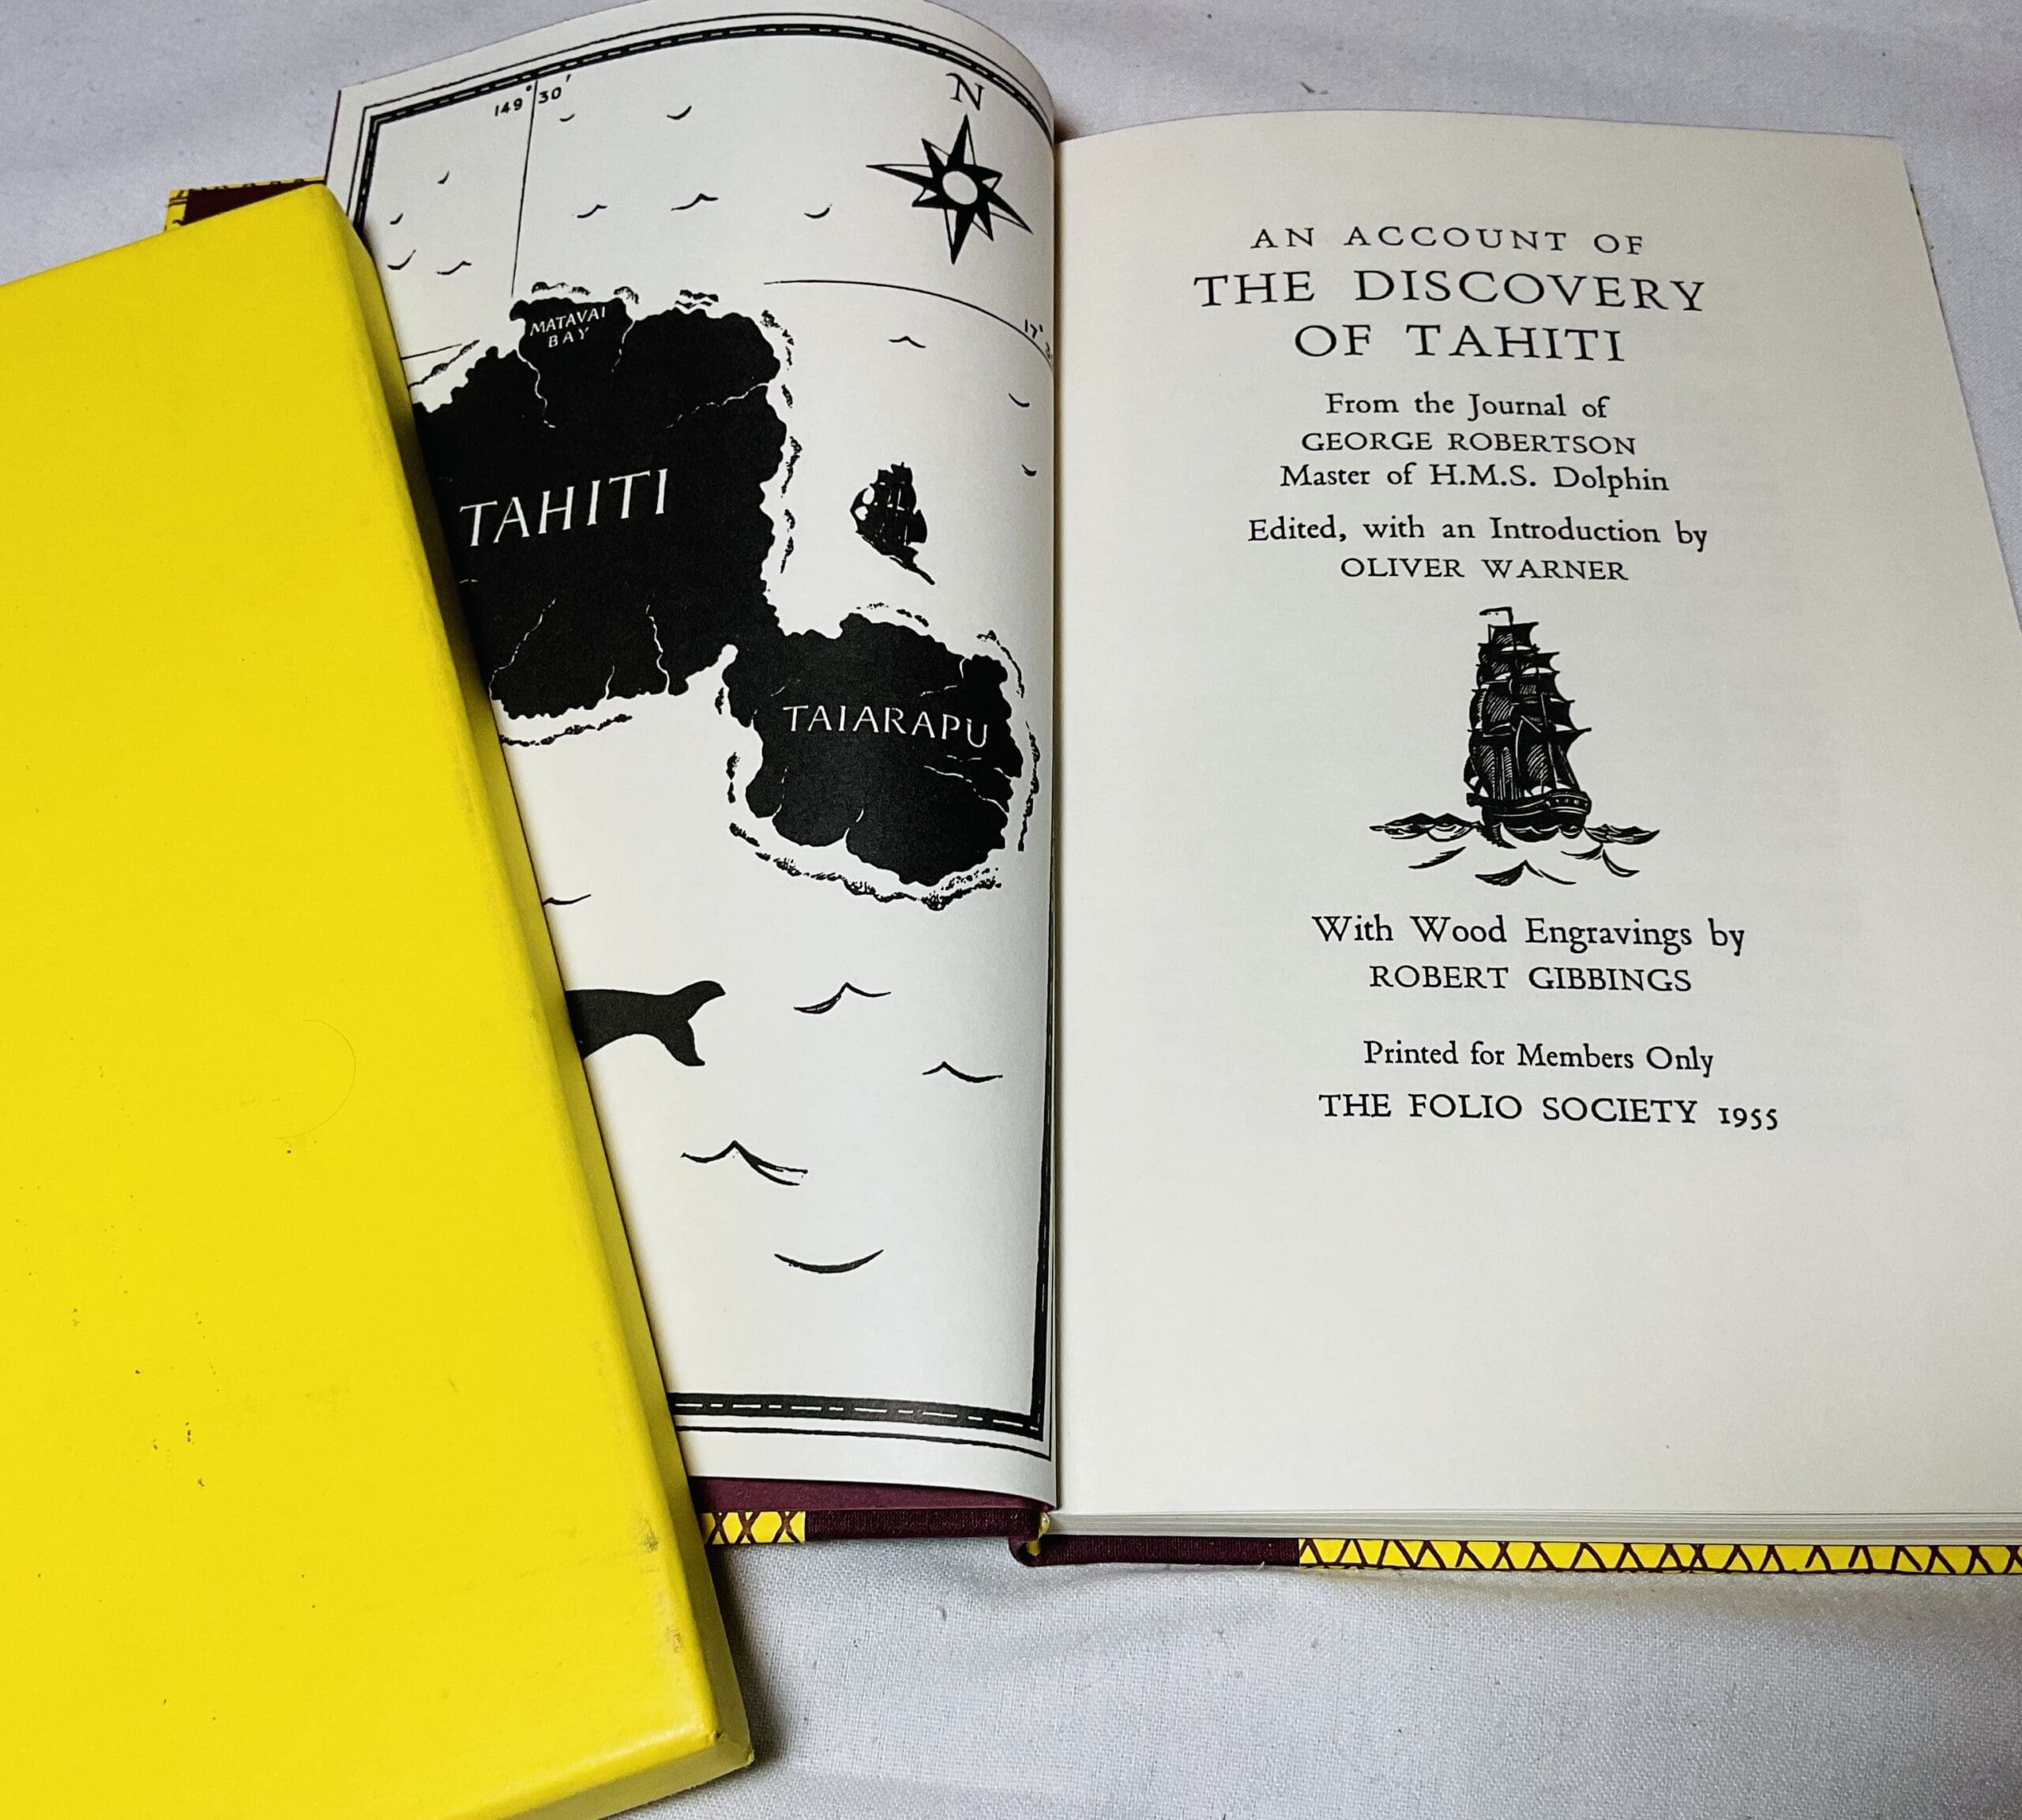 149° 30'
N
MATAVAI
BAY
17°
TAHITI
TAIARAPU
AN ACCOUNT OF
THE DISCOVERY
OF TAHITI
From the Journal of
GEORGE ROBERTSON
Master of H.M.S. Dolphin
Edited, with an Introduction by
OLIVER WARNER
With Wood Engravings by
ROBERT GIBBINGS
Printed for Members Only
THE FOLIO SOCIETY 1955